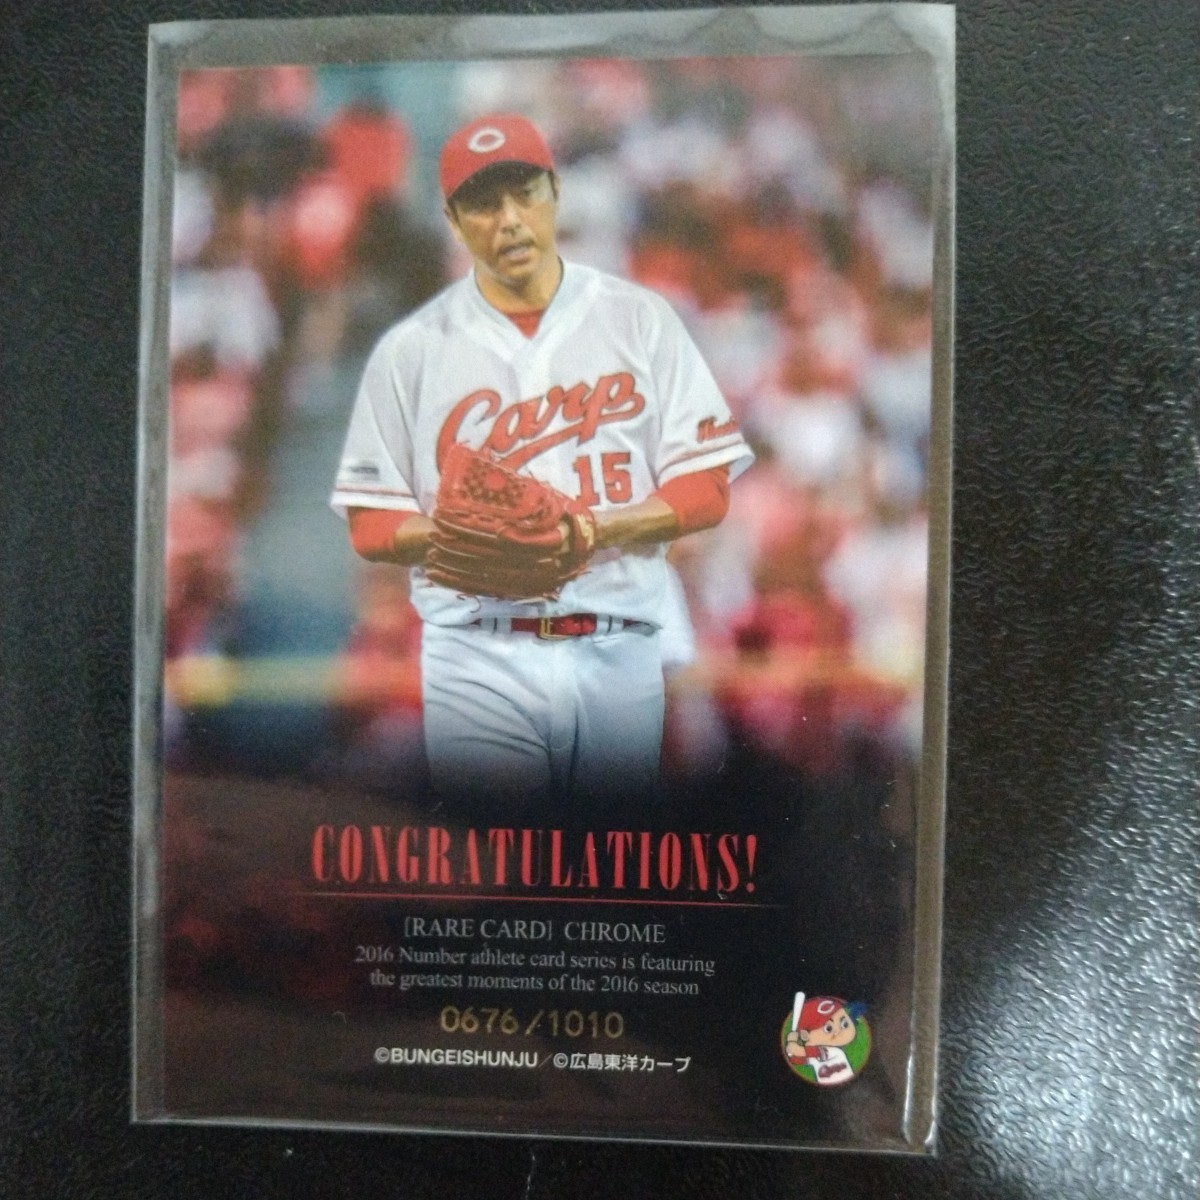 C
Carp
15
CONGRATULATIONS!
[RARE CARD] CHROME
2016 Number athlete card series is featuring
the greatest moments of the 2016 season
0676/1010
©BUNGEISHUNJU/©広島東洋カープ